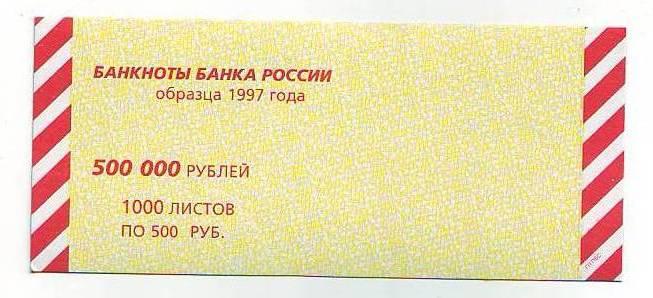 БАНКНОТЫ БАНКА РОССИИ
образца 1997 года
500 000 РУБЛЕЙ
1000 ЛИСТОВ
ПО 500 РУБ.